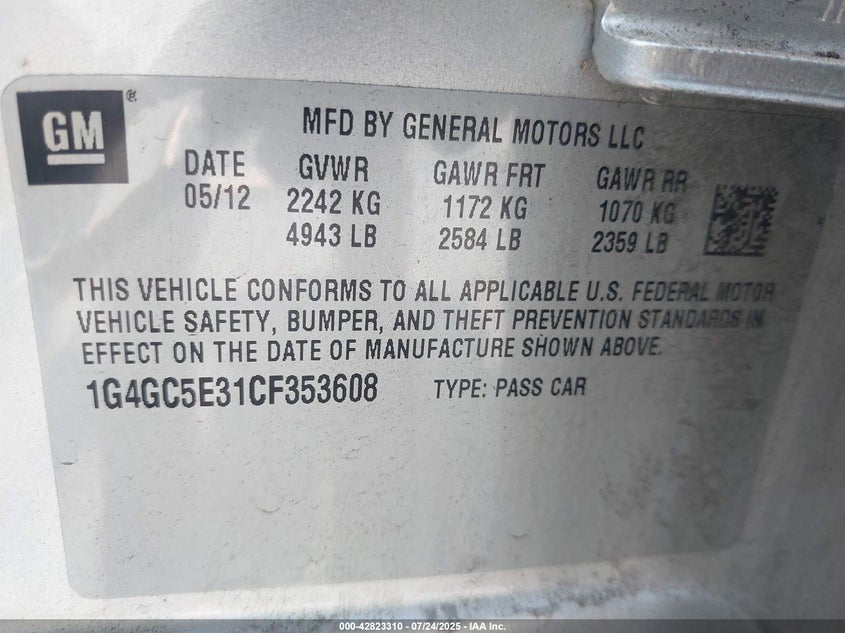 GM ®
MFD BY GENERAL MOTORS LLC
DATE GVWR GAWR FRT GAWR RR
05/12 2242 KG 1172 KG 1070 KG
4943 LB 2584 LB 2359 LB
THIS VEHICLE CONFORMS TO ALL APPLICABLE U.S. FEDERAL MOTOR
VEHICLE SAFETY, BUMPER, AND THEFT PREVENTION STANDARDS IN
EFFECT ON THE DATE OF MANUFACTURE SHOWN ABOVE.
1G4GC5E31CF353608 TYPE: PASS CAR
000-42823310 - 07/24/2025 - IAA Inc.